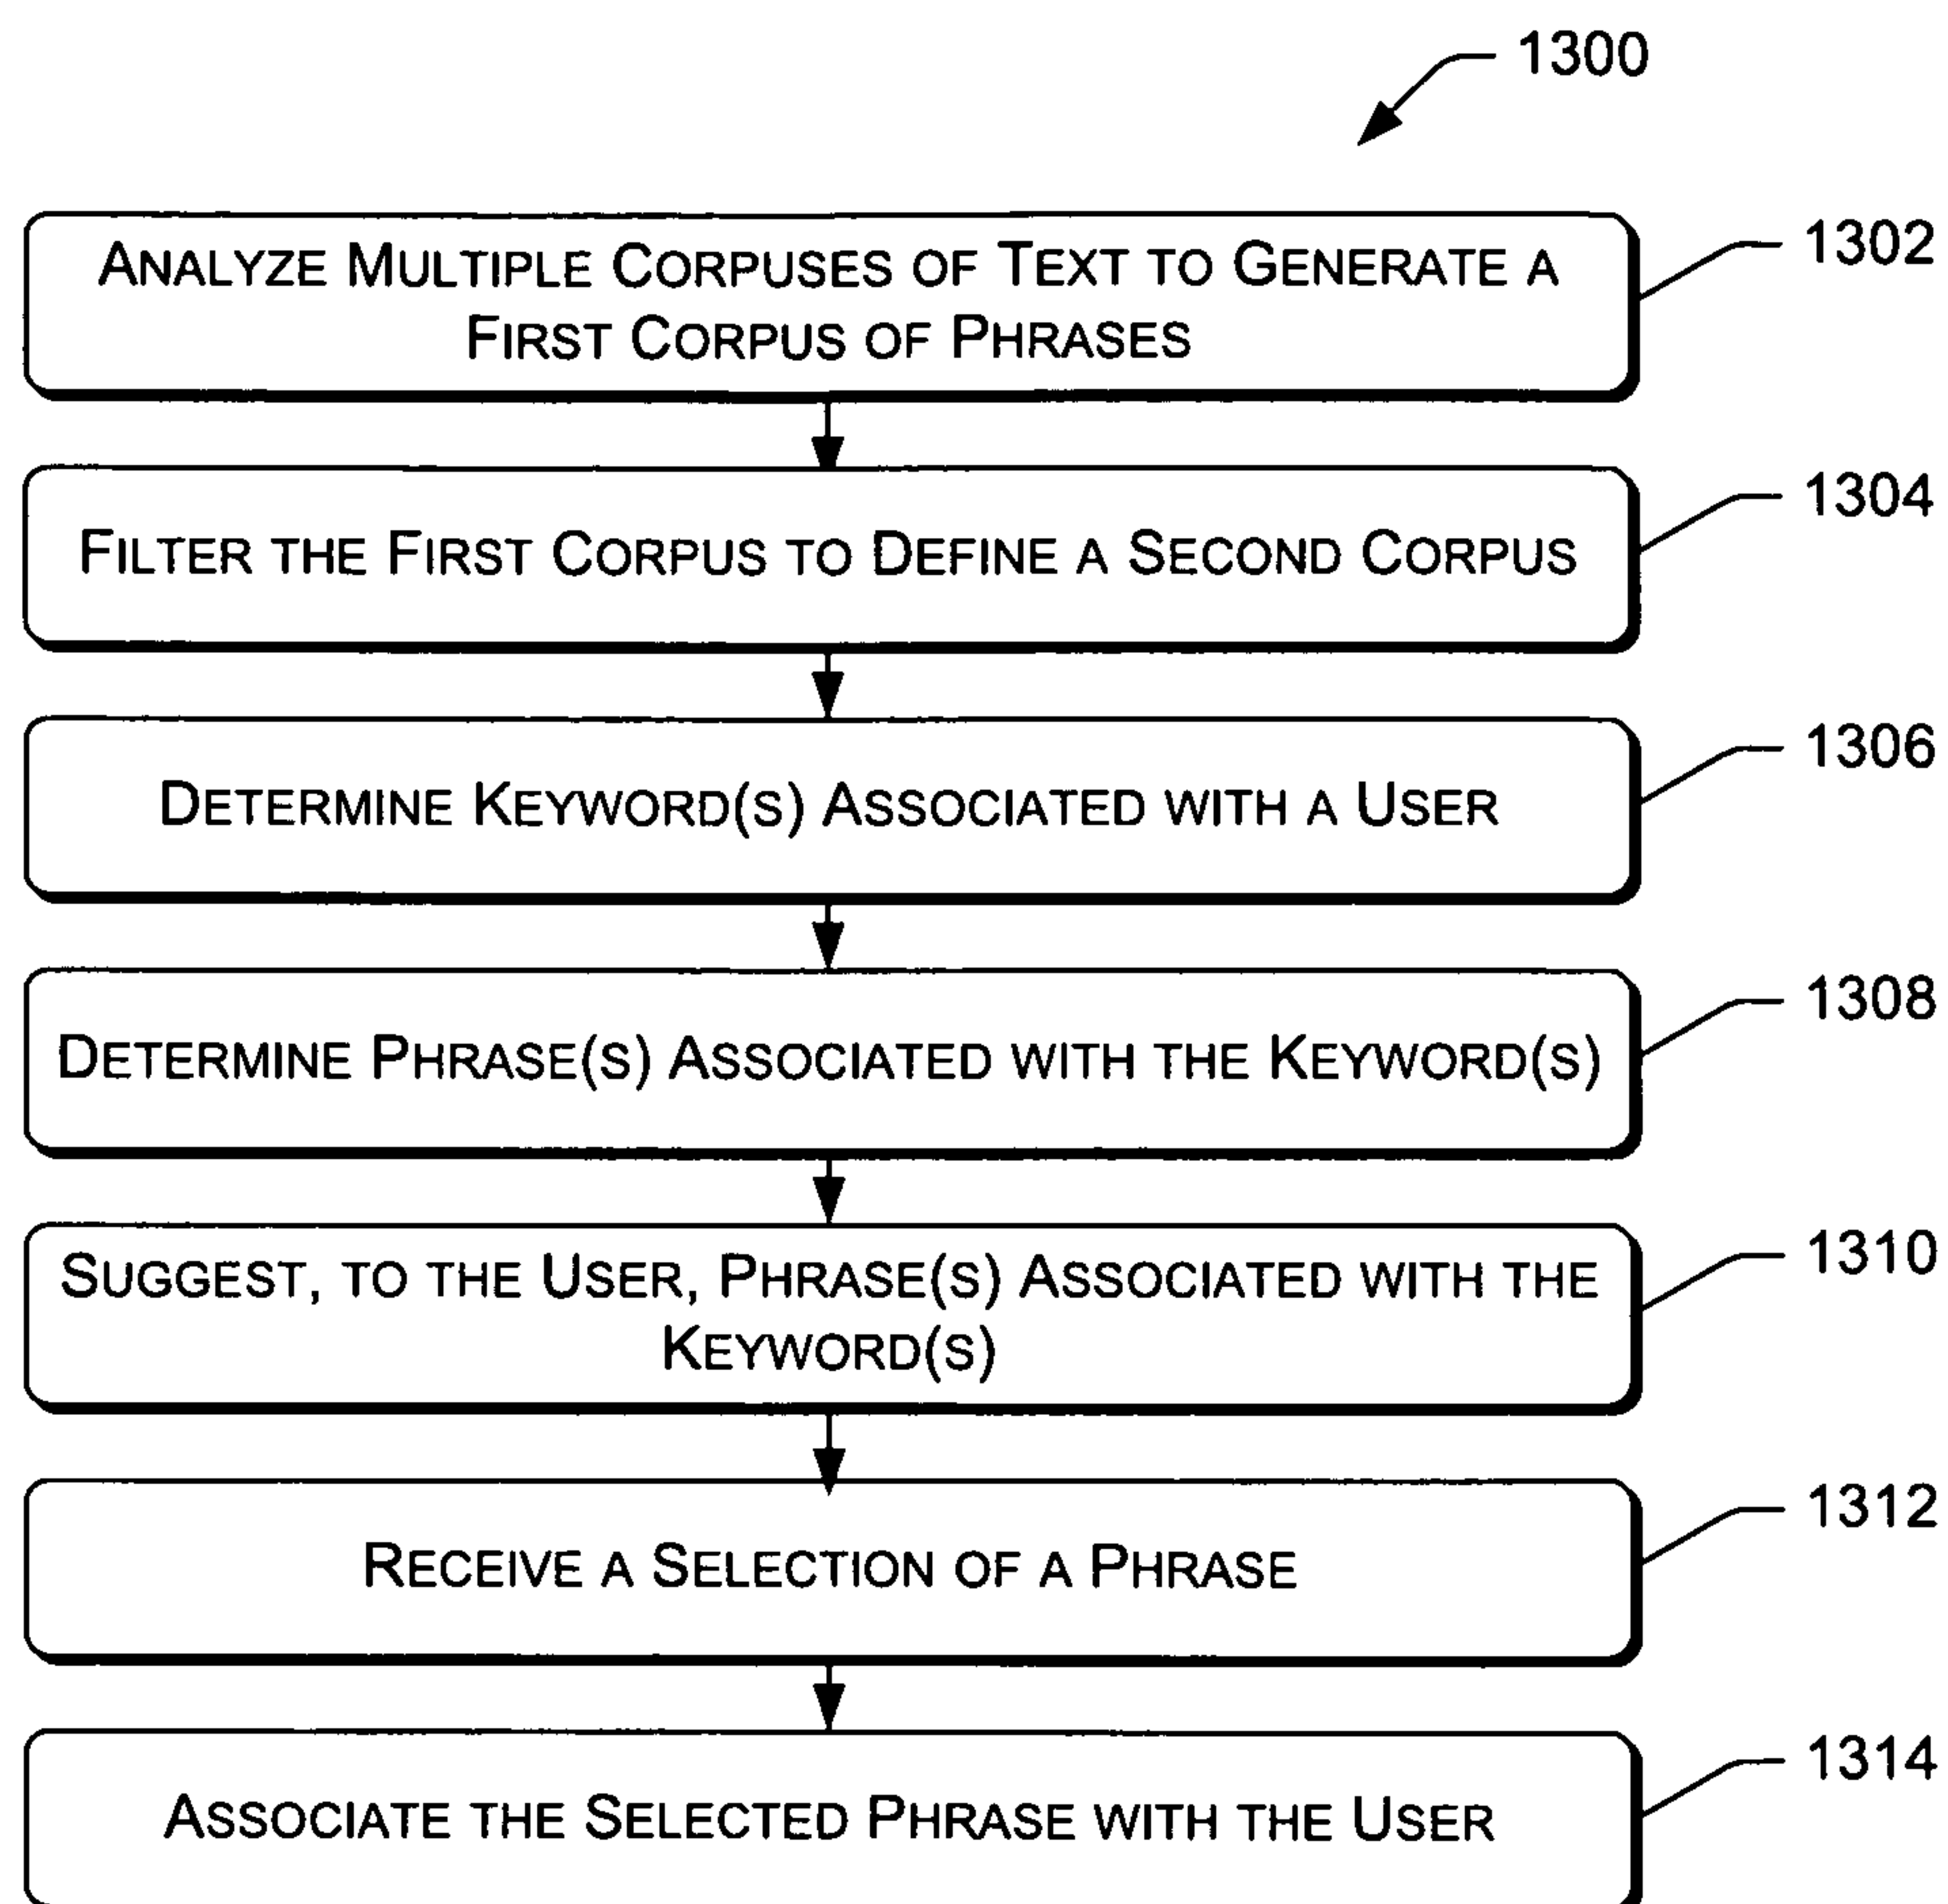 1300
ANALYZE MULTIPLE CORPUSES OF TEXT TO GENERATE A
FIRST CORPUS OF PHRASES
1302
FILTER THE FIRST CORPUS TO DEFINE A SECOND CORPUS
1304
DETERMINE KEYWORD(S) ASSOCIATED WITH A USER
1306
DETERMINE PHRASE(S) ASSOCIATED WITH THE KEYWORD(S)
1308
SUGGEST, TO THE USER, PHRASE(S) ASSOCIATED WITH THE
KEYWORD(S)
1310
RECEIVE A SELECTION OF A PHRASE
1312
ASSOCIATE THE SELECTED PHRASE WITH THE USER
1314